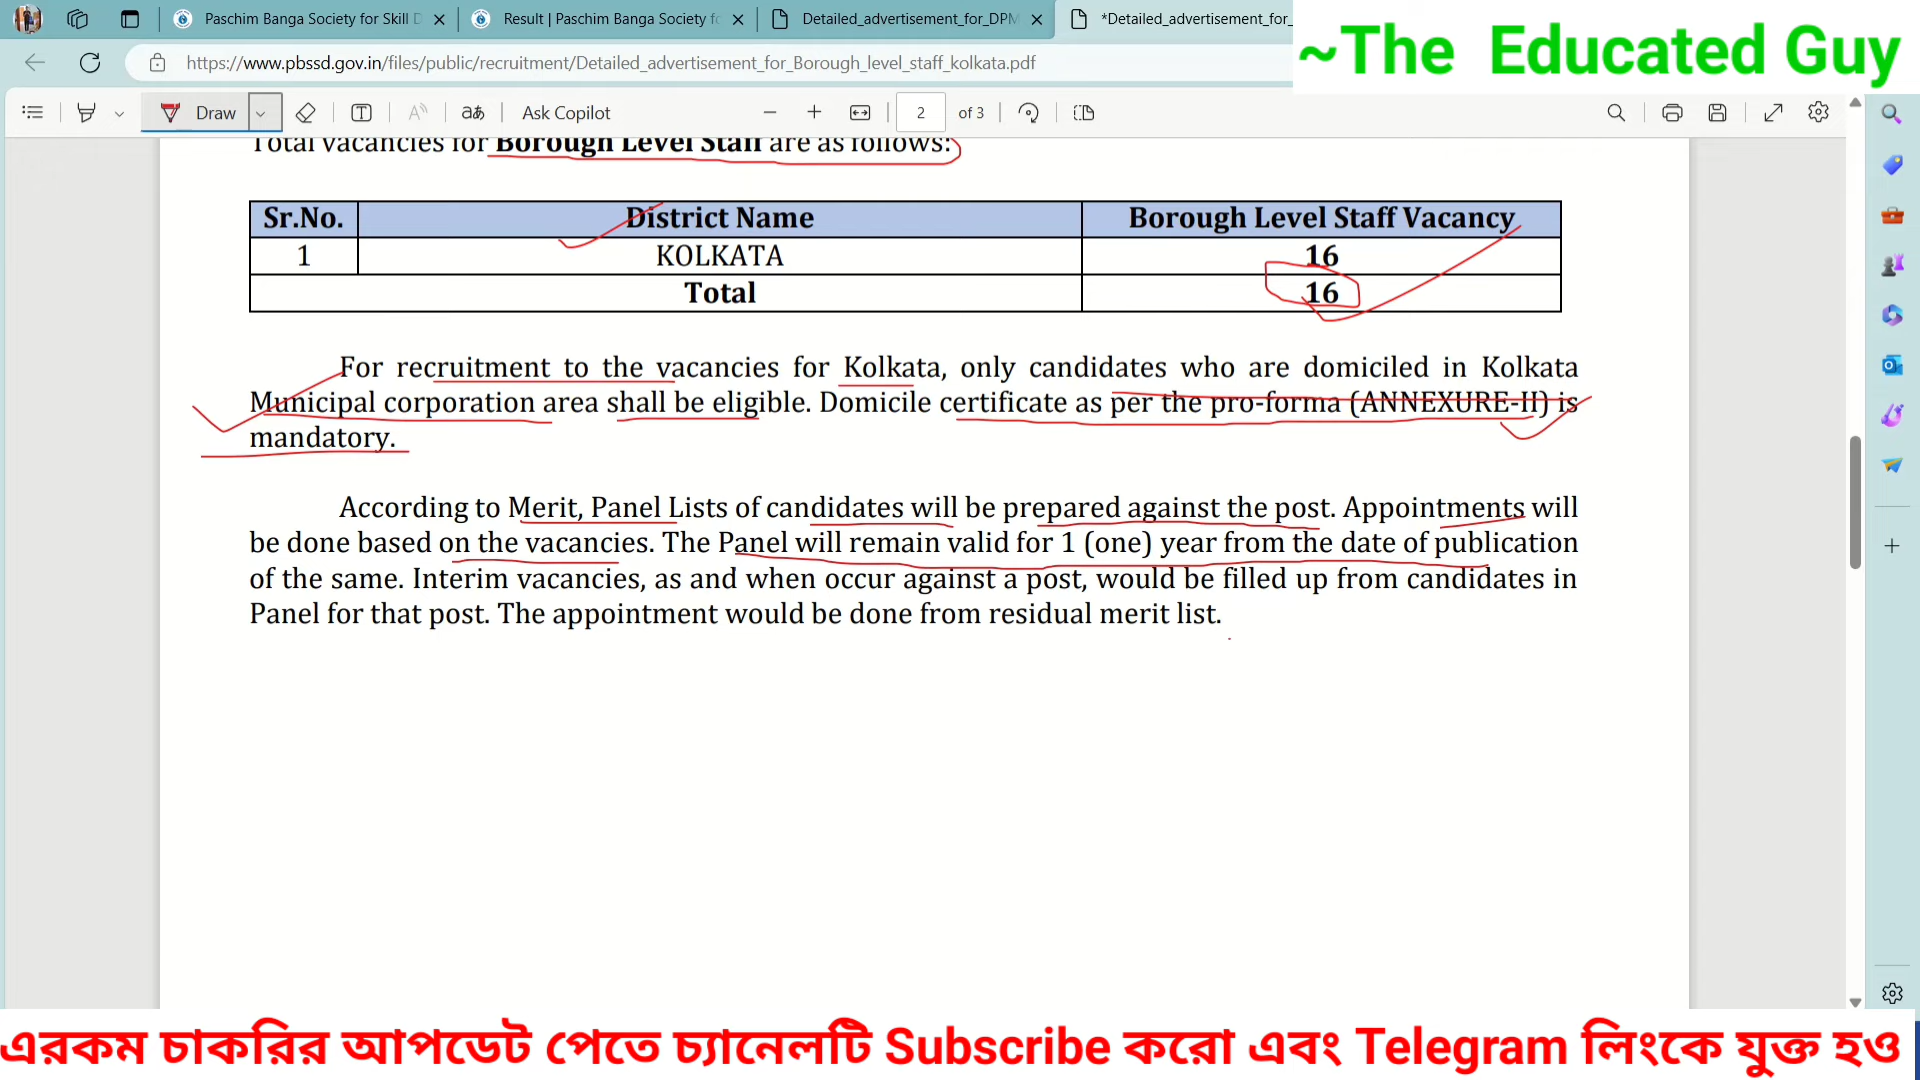 Paschim Banga Society for Skill D
Result | Paschim Banga Society fo
Detailed_advertisement_for_DPM
*Detailed_advertisement_for_
~The Educated Guy
https://www.pbssd.gov.in/files/public/recruitment/Detailed_advertisement_for_Borough_level_staff_kolkata.pdf
Draw
aあ
Ask Copilot
2 of 3
Total vacancies for Borough Level Staff are as follows:
Sr.No. District Name Borough Level Staff Vacancy
1 KOLKATA 16
Total 16
For recruitment to the vacancies for Kolkata, only candidates who are domiciled in Kolkata
Municipal corporation area shall be eligible. Domicile certificate as per the pro-forma (ANNEXURE-II) is
mandatory.
According to Merit, Panel Lists of candidates will be prepared against the post. Appointments will
be done based on the vacancies. The Panel will remain valid for 1 (one) year from the date of publication
of the same. Interim vacancies, as and when occur against a post, would be filled up from candidates in
Panel for that post. The appointment would be done from residual merit list.
এরকম চাকরির আপডেট পেতে চ্যানেলটি Subscribe করো এবং Telegram লিংকে যুক্ত হও